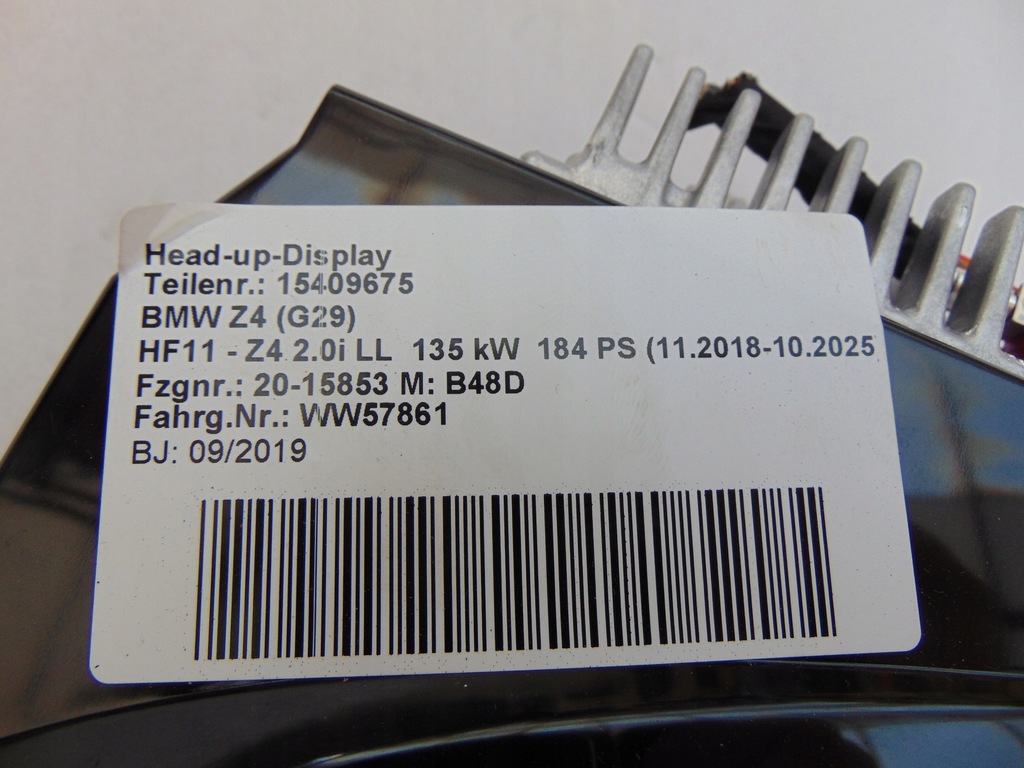 Head-up-Display
Teilenr.: 15409675
BMW Z4 (G29)
HF11 - Z4 2.0i LL 135 kW 184 PS (11.2018-10.2025
Fzgnr.: 20-15853 M: B48D
Fahrg.Nr.: WW57861
BJ: 09/2019